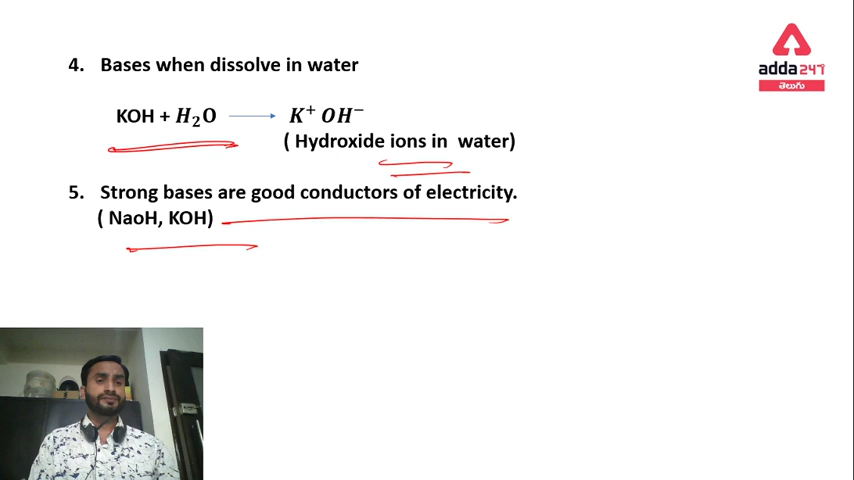 4. Bases when dissolve in water
KOH + H₂O ⟶ K⁺ OH⁻
( Hydroxide ions in water)
5. Strong bases are good conductors of electricity.
( NaoH, KOH)
adda247
తెలుగు